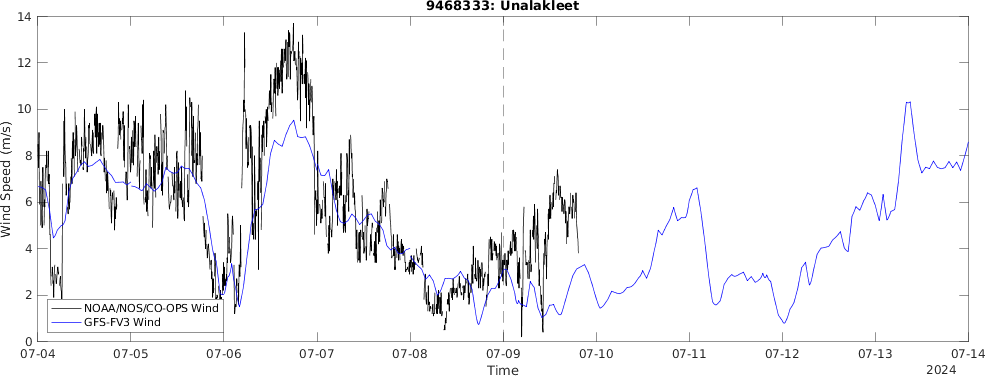 9468333: Unalakleet
14
12
10
8
6
4
2
0
Wind Speed (m/s)
NOAA/NOS/CO-OPS Wind
GFS-FV3 Wind
07-04 07-05 07-06 07-07 07-08 07-09 07-10 07-11 07-12 07-13 07-14
Time
2024